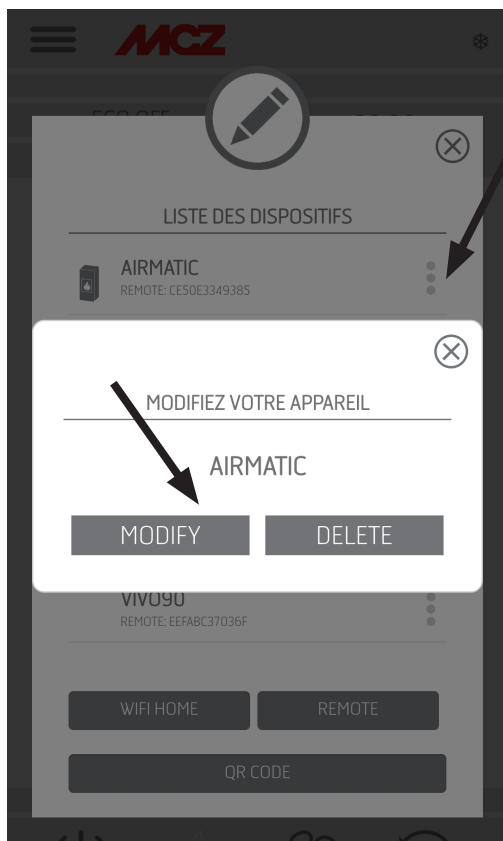 MCZ
LISTE DES DISPOSITIFS
AIRMATIC
REMOTE: CE50E3349385
MODIFIEZ VOTRE APPAREIL
AIRMATIC
MODIFY DELETE
VIVO90
REMOTE: EEFABC37036F
WIFI HOME REMOTE
QR CODE